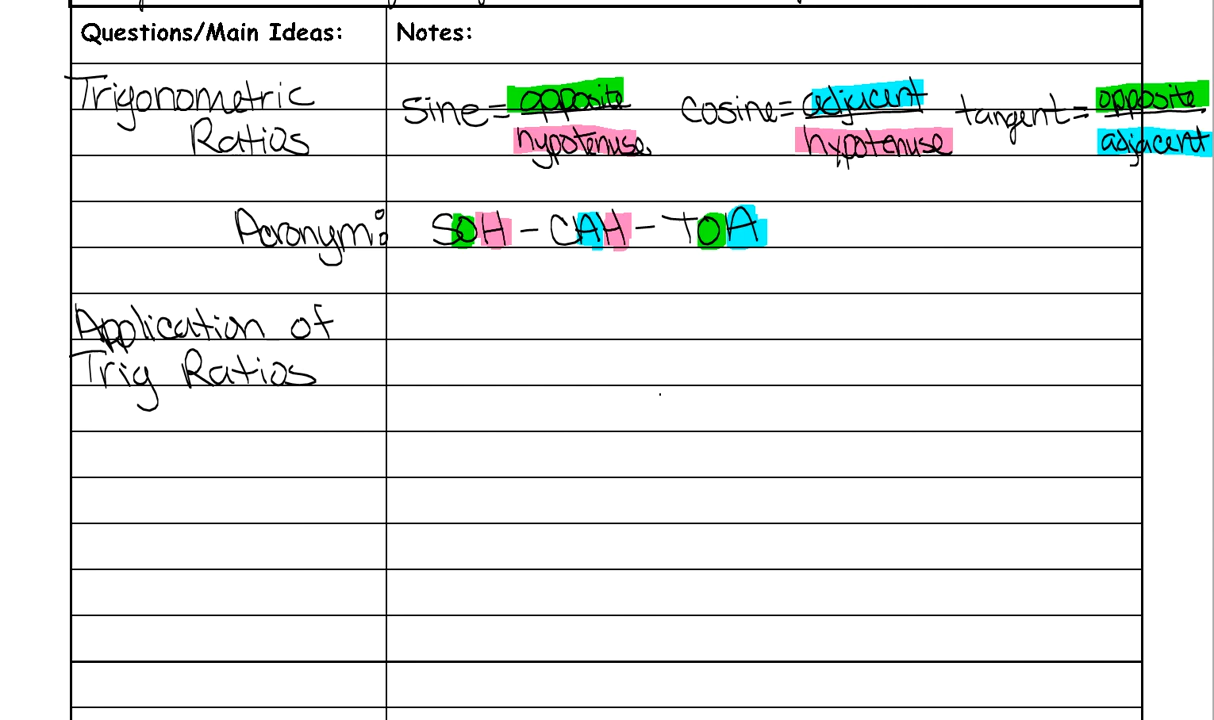 Questions/Main Ideas: Notes:
Trigonometric
Ratios
sine = opposite cosine = adjacent tangent = opposite
hypotenuse hypotenuse adjacent
Acronym: SOH - CAH - TOA
Application of
Trig Ratios